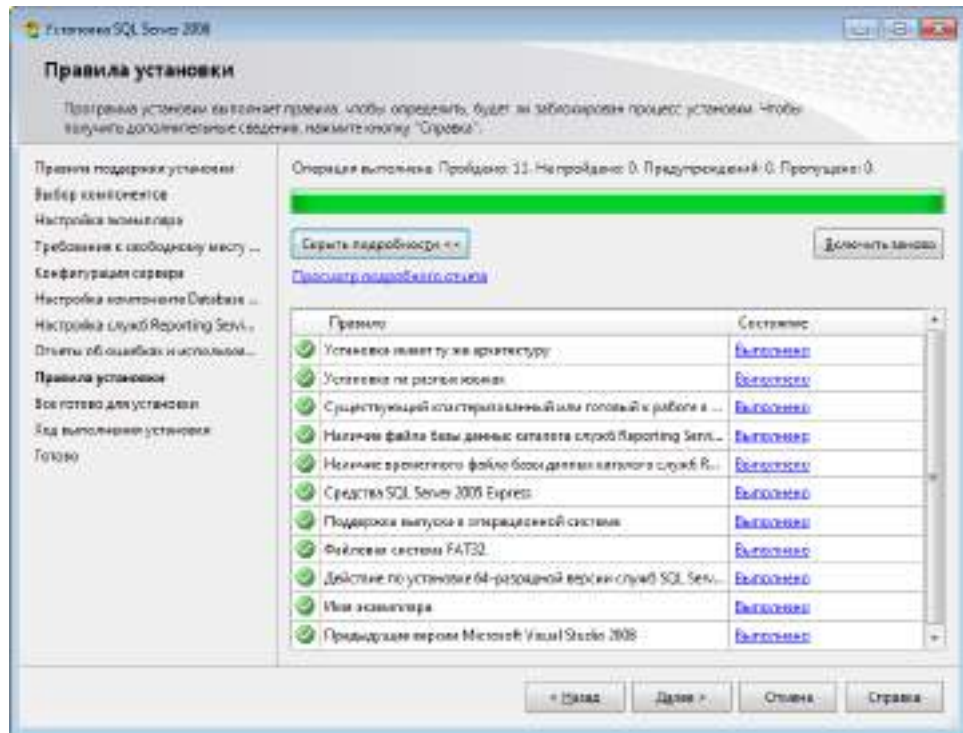 Установка SQL Server 2008
Правила установки
Программа установки выполняет правила, чтобы определить, будет ли заблокирован процесс установки. Чтобы
получить дополнительные сведения, нажмите кнопку "Справка".
Правила поддержки установки
Выбор компонентов
Настройка экземпляра
Требования к свободному месту ...
Конфигурация сервера
Настройка компонента Database ...
Настройка служб Reporting Servi...
Отчеты об ошибках и использов...
Правила установки
Все готово для установки
Ход выполнения установки
Готово
Операция выполнена. Пройдено: 11. Не пройдено: 0. Предупреждений: 0. Пропущено: 0.
Скрыть подробности <<
Включить заново
Просмотр подробного отчета
Правило
Состояние
Установка имеет ту же архитектуру
Выполнено
Установка на разных языках
Выполнено
Существующий кластеризованный или готовый к работе в ...
Выполнено
Наличие файла базы данных каталога служб Reporting Servi...
Выполнено
Наличие временного файла базы данных каталога служб R...
Выполнено
Средства SQL Server 2005 Express
Выполнено
Поддержка выпуска в операционной системе
Выполнено
Файловая система FAT32
Выполнено
Действие по установке 64-разрядной версии служб SQL Serv...
Выполнено
Имя экземпляра
Выполнено
Предыдущие версии Microsoft Visual Studio 2008
Выполнено
< Назад
Далее >
Отмена
Справка